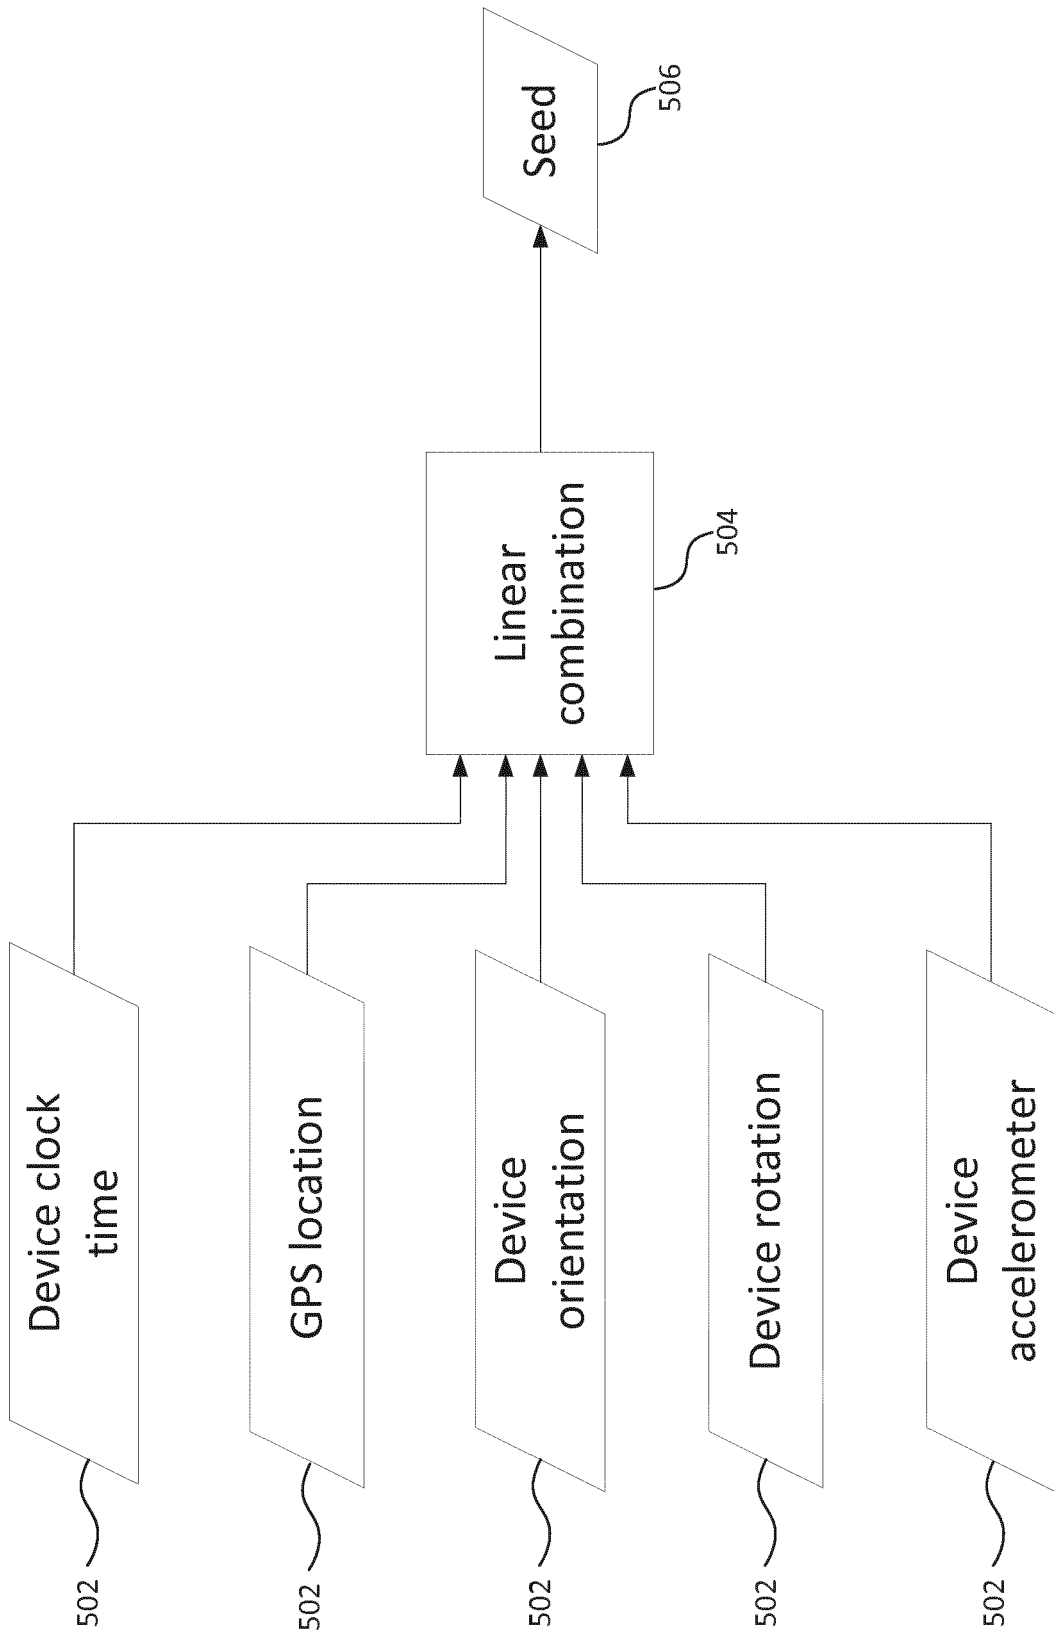 502
Device clock
time
502
GPS location
502
Device
orientation
502
Device rotation
502
Device
accelerometer
Linear
combination
504
Seed
506